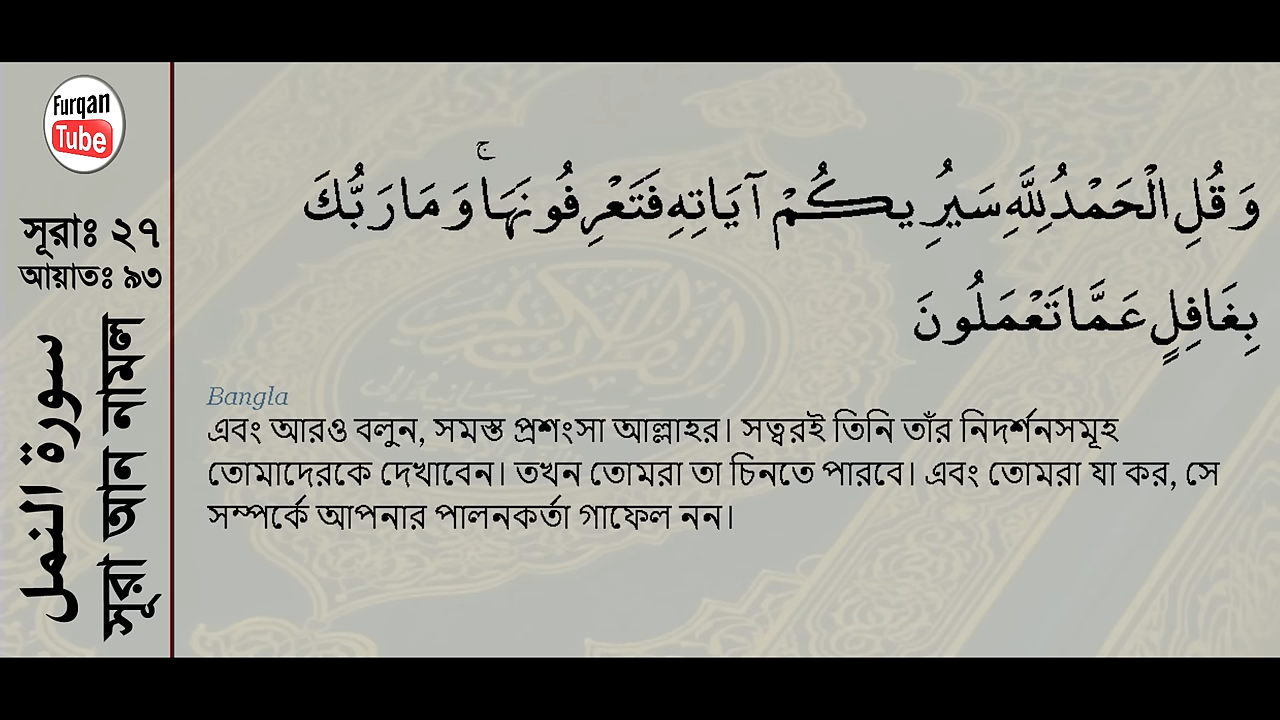 Furqan
Tube
সূরাঃ ২৭
আয়াতঃ ৯৩
سورة النمل
সূরা আন নামল
وَقُلِ الْحَمْدُ لِلَّهِ سَيُرِيكُمْ آيَاتِهِ فَتَعْرِفُونَهَا ۚ وَمَا رَبُّكَ
بِغَافِلٍ عَمَّا تَعْمَلُونَ
Bangla
এবং আরও বলুন, সমস্ত প্রশংসা আল্লাহর। সত্বরই তিনি তাঁর নিদর্শনসমূহ
তোমাদেরকে দেখাবেন। তখন তোমরা তা চিনতে পারবে। এবং তোমরা যা কর, সে
সম্পর্কে আপনার পালনকর্তা গাফেল নন।